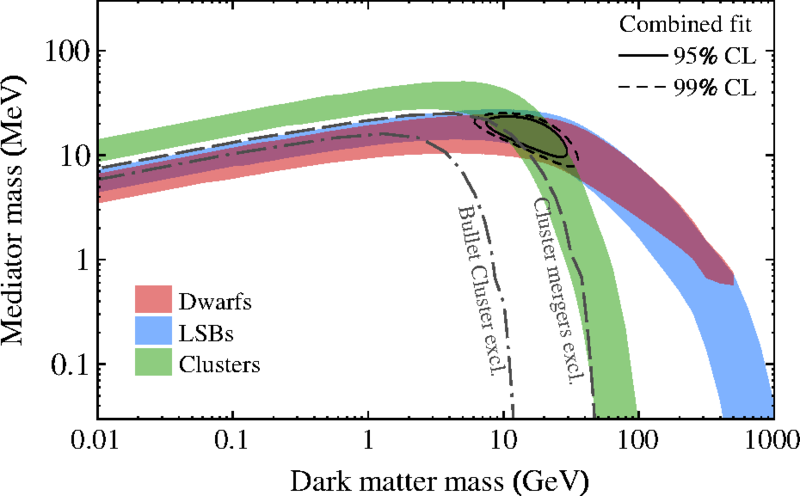 Combined fit
95% CL
99% CL
Mediator mass (MeV)
100
10
1
0.1
Bullet Cluster excl.
Cluster mergers excl.
Dwarfs
LSBs
Clusters
0.01 0.1 1 10 100 1000
Dark matter mass (GeV)